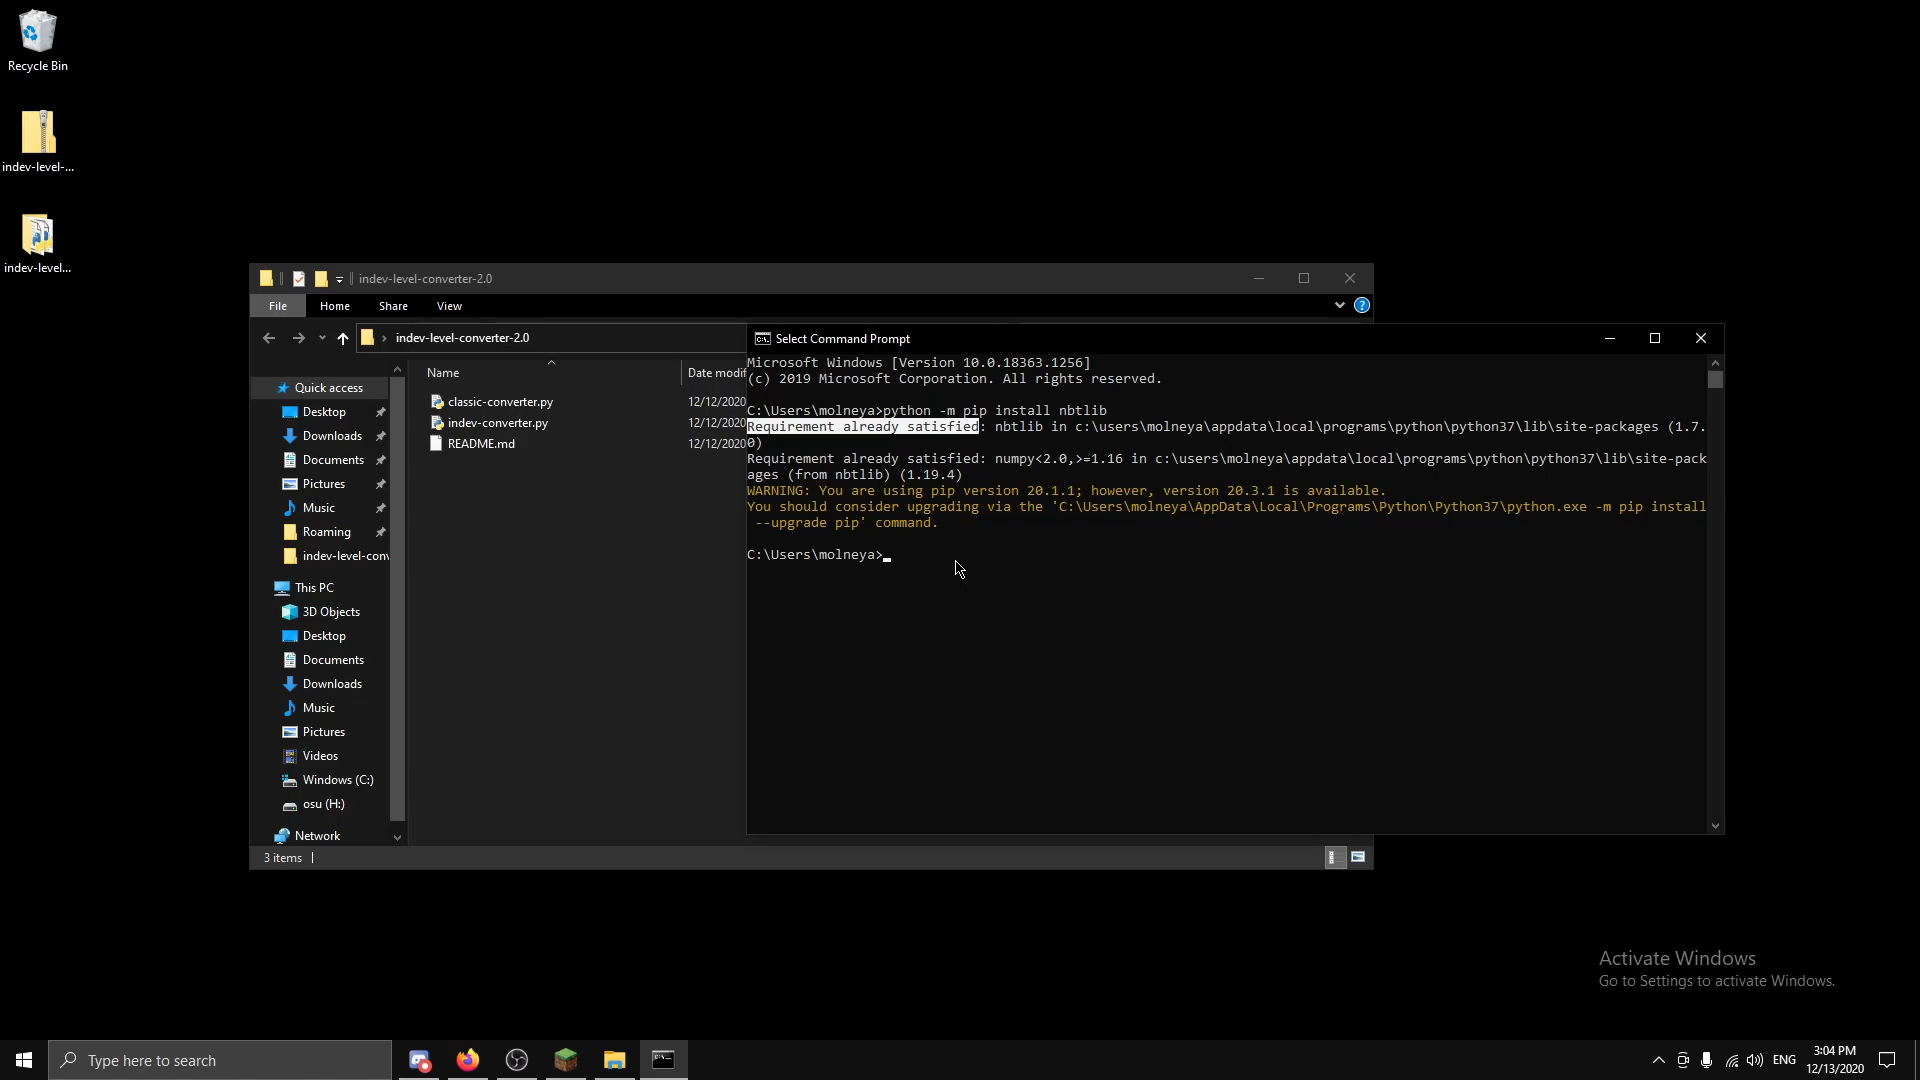 Recycle Bin
indev-level-...
indev-level...
indev-level-converter-2.0
File Home Share View
indev-level-converter-2.0
Name Date modif
Quick access
Desktop
Downloads
Documents
Pictures
Music
Roaming
indev-level-conv
This PC
3D Objects
Desktop
Documents
Downloads
Music
Pictures
Videos
Windows (C:)
osu (H:)
Network
classic-converter.py 12/12/2020
indev-converter.py 12/12/2020
README.md 12/12/2020
3 items
Select Command Prompt
Microsoft Windows [Version 10.0.18363.1256]
(c) 2019 Microsoft Corporation. All rights reserved.
C:\Users\molneya>python -m pip install nbtlib
Requirement already satisfied: nbtlib in c:\users\molneya\appdata\local\programs\python\python37\lib\site-packages (1.7.
0)
Requirement already satisfied: numpy<2.0,>=1.16 in c:\users\molneya\appdata\local\programs\python\python37\lib\site-pack
ages (from nbtlib) (1.19.4)
WARNING: You are using pip version 20.1.1; however, version 20.3.1 is available.
You should consider upgrading via the 'C:\Users\molneya\AppData\Local\Programs\Python\Python37\python.exe -m pip install
--upgrade pip' command.
C:\Users\molneya>
Activate Windows
Go to Settings to activate Windows.
Type here to search
ENG
3:04 PM
12/13/2020